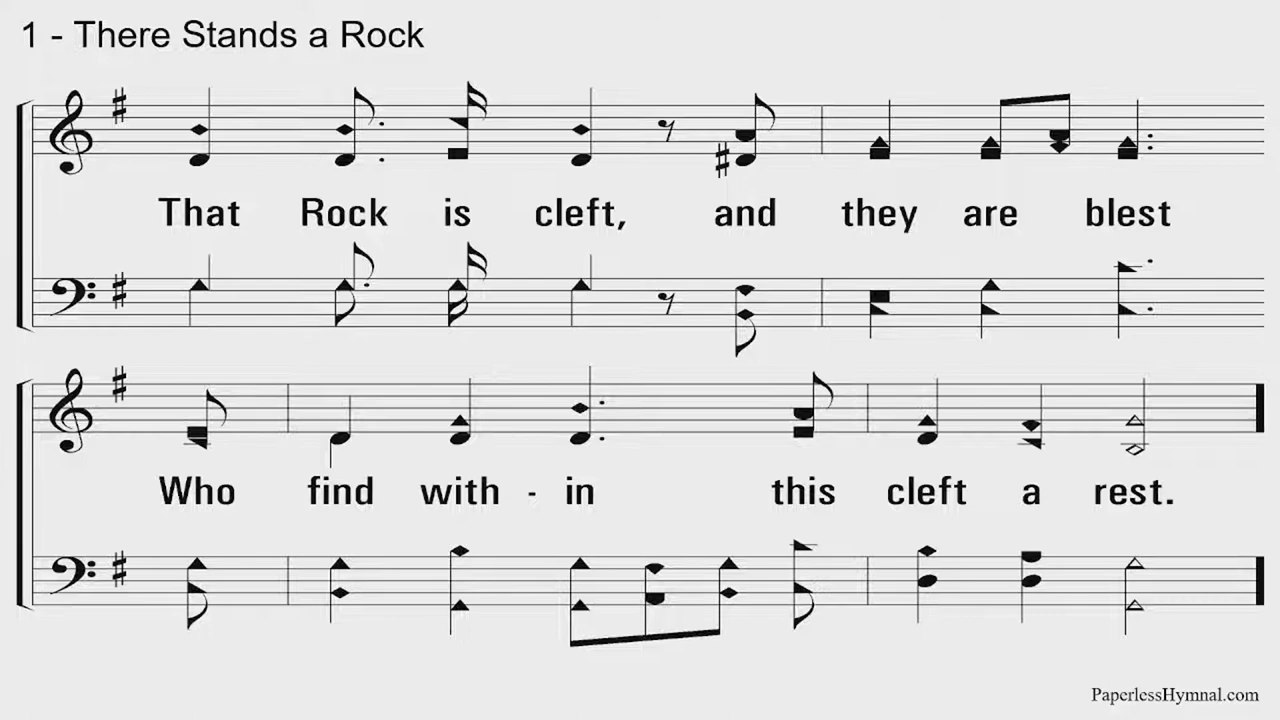 1 - There Stands a Rock
That Rock is cleft, and they are blest
Who find with - in this cleft a rest.
PaperlessHymnal.com